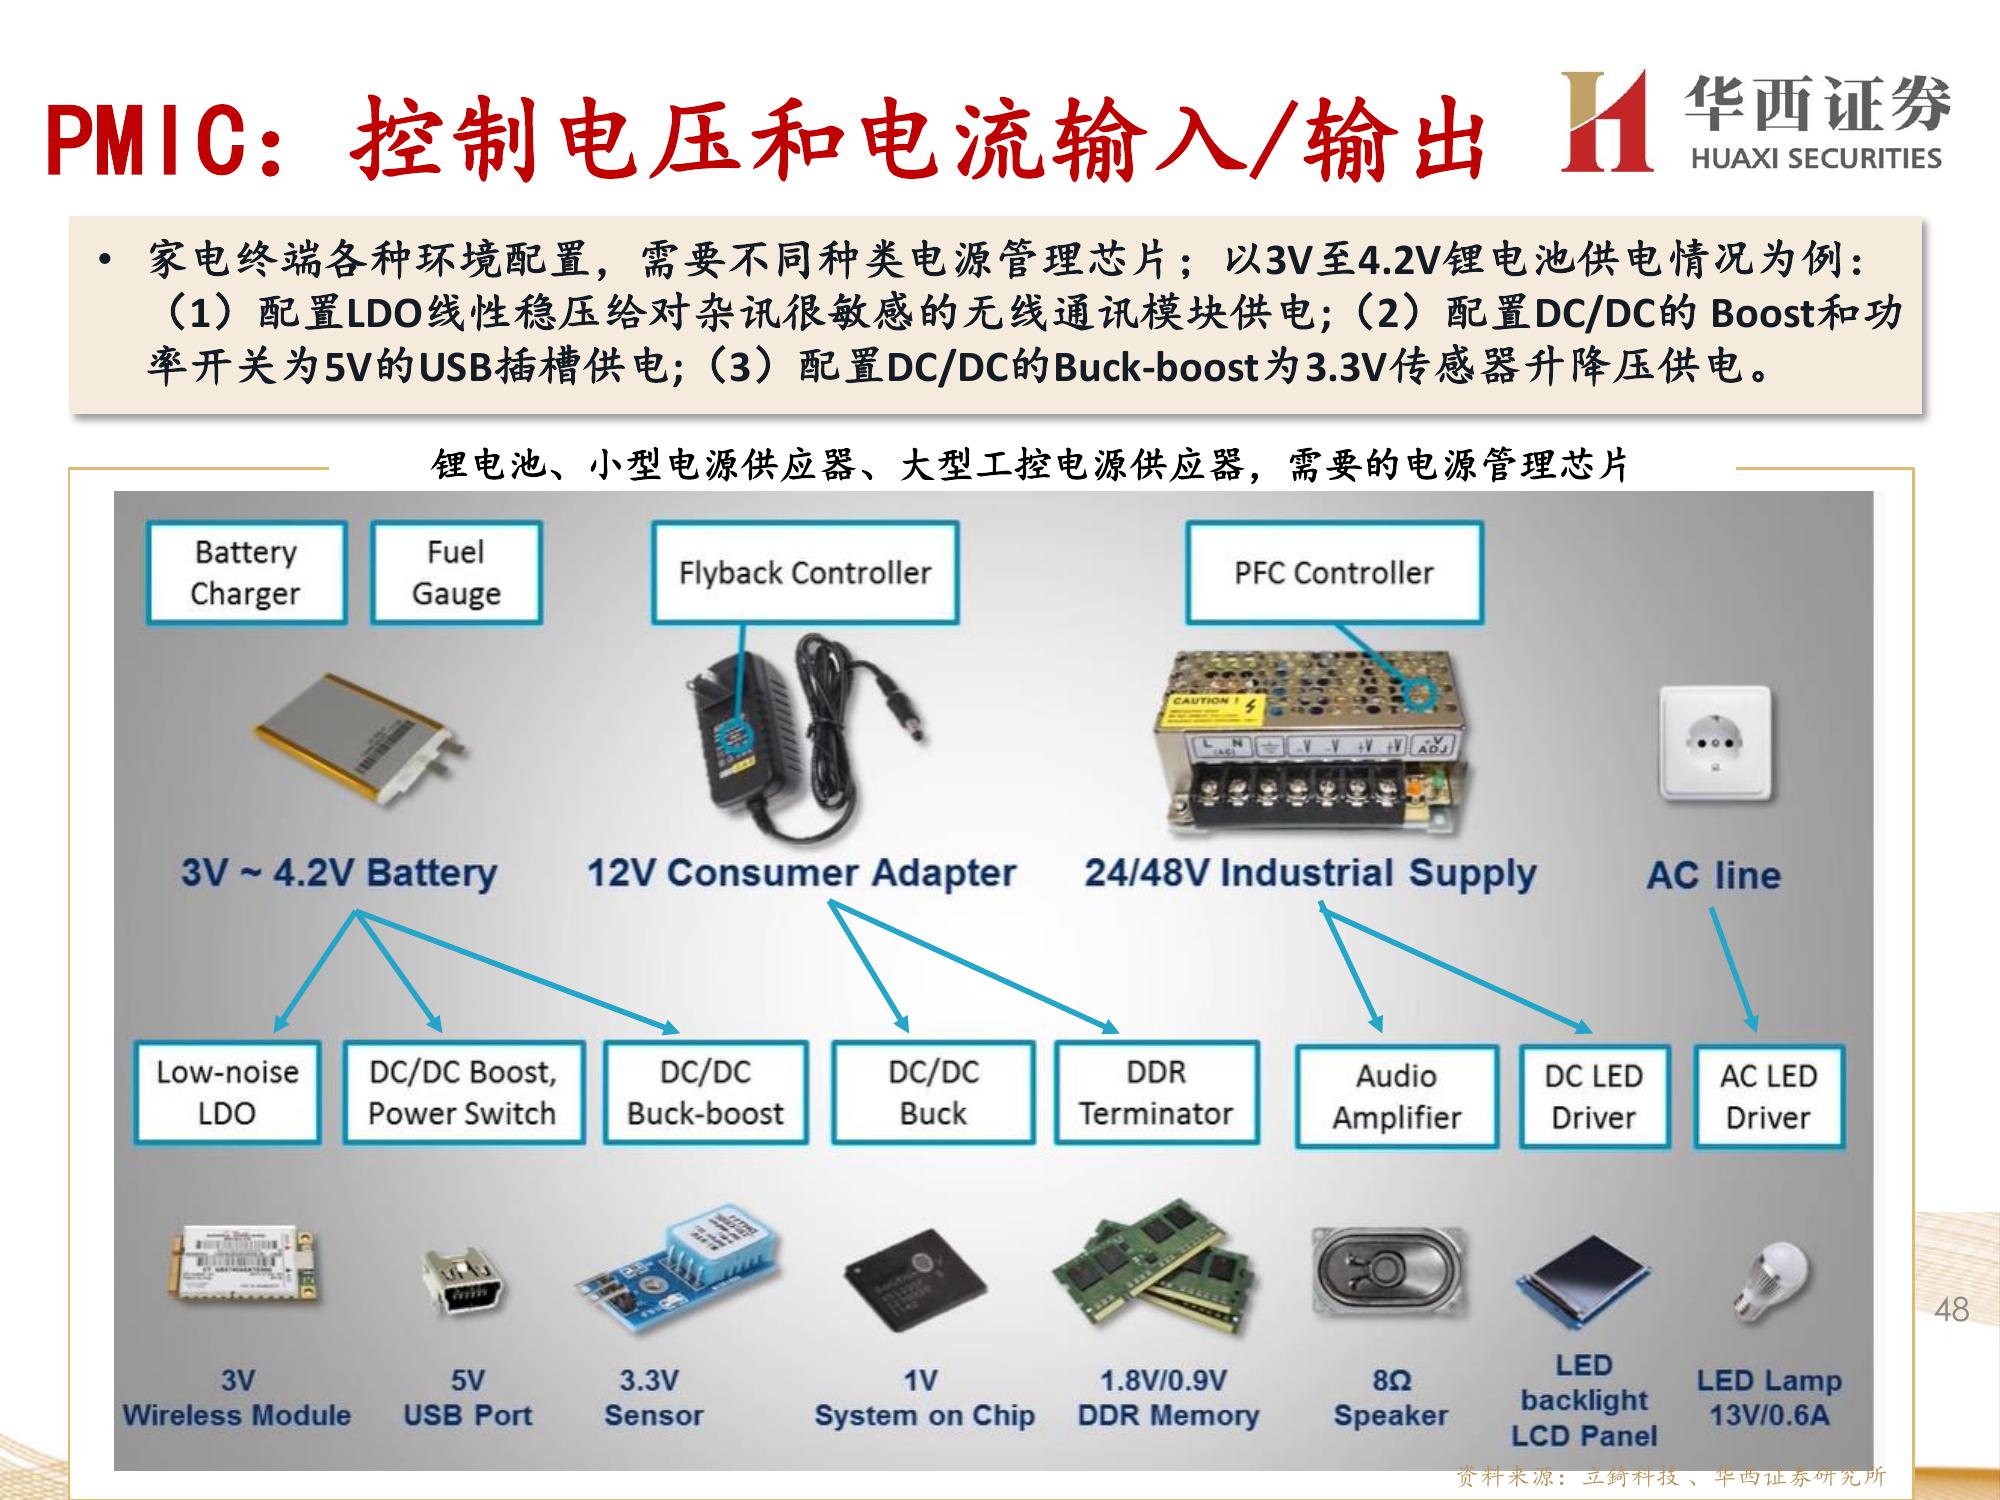 PMIC：控制电压和电流输入/输出
华西证券
HUAXI SECURITIES
• 家电终端各种环境配置，需要不同种类电源管理芯片；以3V至4.2V锂电池供电情况为例：
（1）配置LDO线性稳压给对杂讯很敏感的无线通讯模块供电;（2）配置DC/DC的 Boost和功
率开关为5V的USB插槽供电;（3）配置DC/DC的Buck-boost为3.3V传感器升降压供电。
锂电池、小型电源供应器、大型工控电源供应器，需要的电源管理芯片
Battery
Charger
Fuel
Gauge
Flyback Controller
PFC Controller
CAUTION !
L N -V -V +V +V +V
(AC) ADJ
3V ~ 4.2V Battery
12V Consumer Adapter
24/48V Industrial Supply
AC line
Low-noise
LDO
DC/DC Boost,
Power Switch
DC/DC
Buck-boost
DC/DC
Buck
DDR
Terminator
Audio
Amplifier
DC LED
Driver
AC LED
Driver
3V
Wireless Module
5V
USB Port
3.3V
Sensor
1V
System on Chip
1.8V/0.9V
DDR Memory
8Ω
Speaker
LED
backlight
LCD Panel
LED Lamp
13V/0.6A
48
资料来源：立錡科技、华西证券研究所